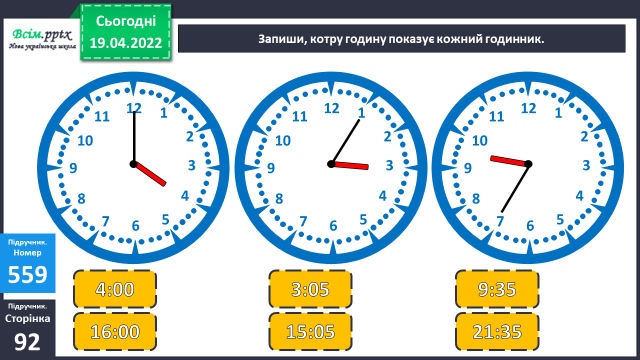 Всім.pptx
Нова українська школа
Сьогодні
19.04.2022
Запиши, котру годину показує кожний годинник.
12 1 2 3 4 5 6 7 8 9 10 11
12 1 2 3 4 5 6 7 8 9 10 11
12 1 2 3 4 5 6 7 8 9 10 11
Підручник.
Номер
559
Підручник.
Сторінка
92
4:00 3:05 9:35
16:00 15:05 21:35